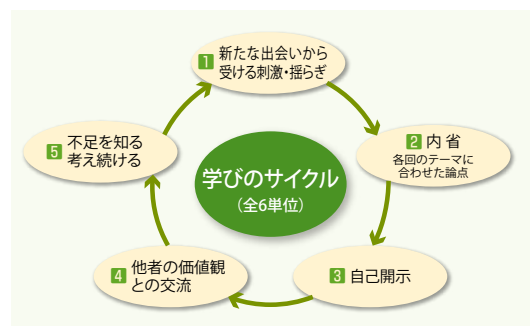 1 新たな出会いから
受ける刺激・揺らぎ
2 内省
各回のテーマに
合わせた論点
3 自己開示
4 他者の価値観
との交流
5 不足を知る
考え続ける
学びのサイクル
(全6単位)